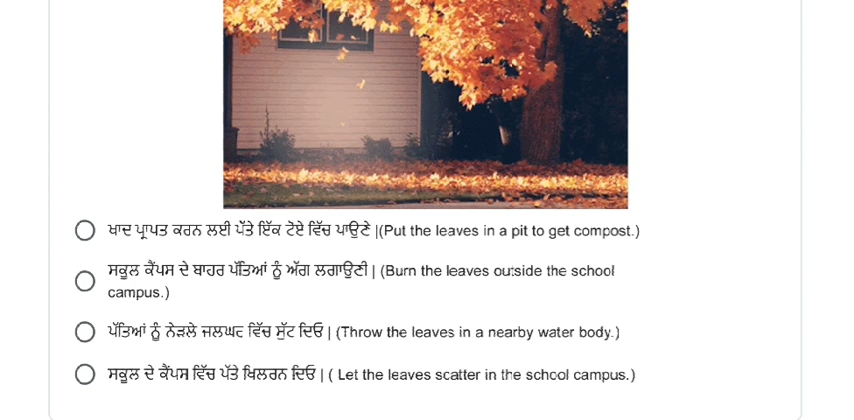 ਖਾਦ ਪ੍ਰਾਪਤ ਕਰਨ ਲਈ ਪੱਤੇ ਇੱਕ ਟੋਏ ਵਿੱਚ ਪਾਉਣੇ |(Put the leaves in a pit to get compost.)
ਸਕੂਲ ਕੈਂਪਸ ਦੇ ਬਾਹਰ ਪੱਤਿਆਂ ਨੂੰ ਅੱਗ ਲਗਾਉਣੀ | (Burn the leaves outside the school
campus.)
ਪੱਤਿਆਂ ਨੂੰ ਨੇੜਲੇ ਜਲਘਣ ਵਿੱਚ ਸੁੱਟ ਦਿਓ | (Throw the leaves in a nearby water body.)
ਸਕੂਲ ਦੇ ਕੈਂਪਸ ਵਿਚ ਪੱਤੇ ਖਿਲਰਨ ਦਿਓ | ( Let the leaves scatter in the school campus.)